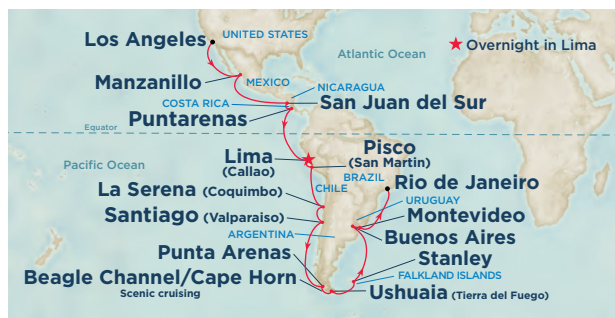 UNITED STATES
Los Angeles
Atlantic Ocean
Overnight in Lima
Manzanillo
MEXICO
NICARAGUA
COSTA RICA
San Juan del Sur
Puntarenas
Equator
Pacific Ocean
Lima
(Callao)
Pisco
(San Martin)
BRAZIL
Rio de Janeiro
CHILE
La Serena (Coquimbo)
URUGUAY
Santiago (Valparaiso)
Montevideo
ARGENTINA
Buenos Aires
Punta Arenas
Stanley
Beagle Channel/Cape Horn
FALKLAND ISLANDS
Scenic cruising
Ushuaia (Tierra del Fuego)